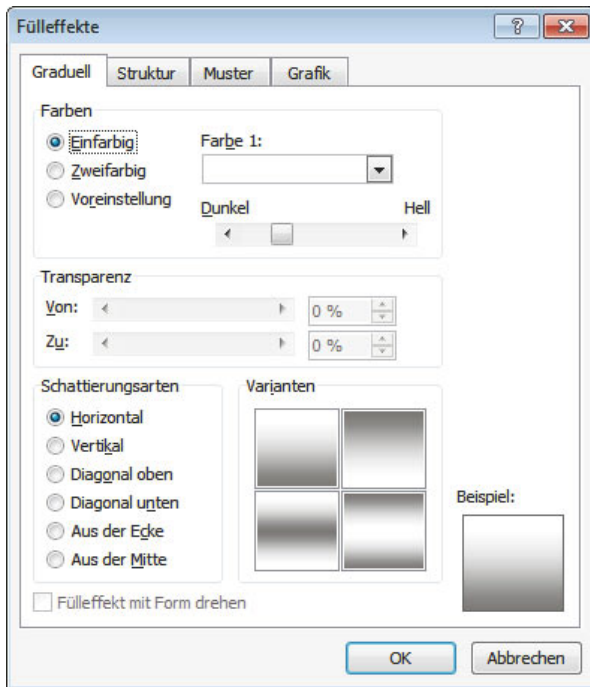 Fülleffekte
Graduell Struktur Muster Grafik
Farben
Einfarbig
Zweifarbig
Voreinstellung
Farbe 1:
Dunkel Hell
Transparenz
Von: 0 %
Zu: 0 %
Schattierungsarten
Horizontal
Vertikal
Diagonal oben
Diagonal unten
Aus der Ecke
Aus der Mitte
Varianten
Beispiel:
Fülleffekt mit Form drehen
OK Abbrechen